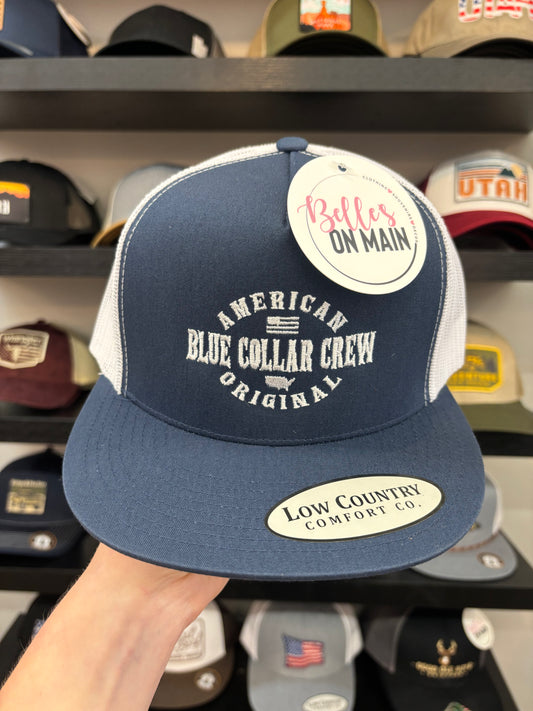 Belles
ON MAIN
AMERICAN
BLUE COLLAR CREW
ORIGINAL
LOW COUNTRY
COMFORT CO.
UTAH